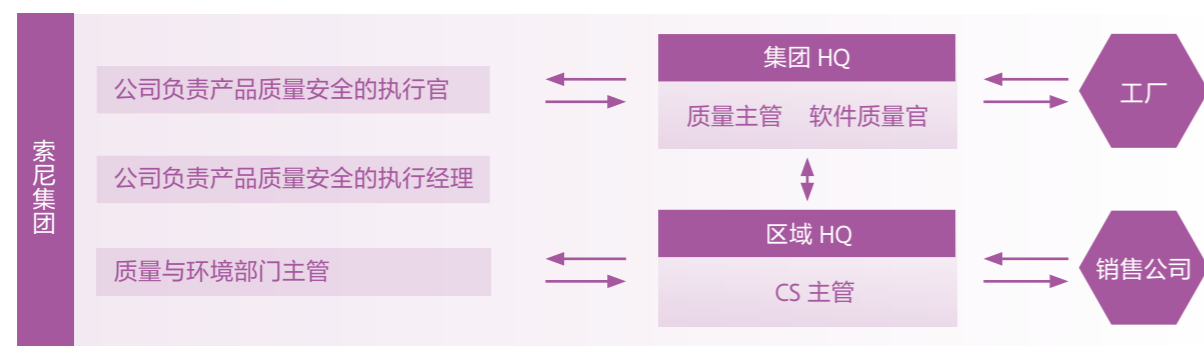 索尼集团
公司负责产品质量安全的执行官
公司负责产品质量安全的执行经理
质量与环境部门主管
集团 HQ
质量主管 软件质量官
区域 HQ
CS 主管
工厂
销售公司